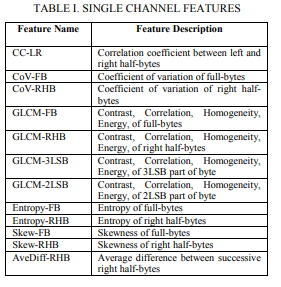 TABLE I. SINGLE CHANNEL FEATURES
Feature Name Feature Description
CC-LR Correlation coefficient between left and
right half-bytes
CoV-FB Coefficient of variation of full-bytes
CoV-RHB Coefficient of variation of right half-
bytes
GLCM-FB Contrast, Correlation, Homogeneity,
Energy, of full-bytes
GLCM-RHB Contrast, Correlation, Homogeneity,
Energy, of right half-bytes
GLCM-3LSB Contrast, Correlation, Homogeneity,
Energy, of 3LSB part of byte
GLCM-2LSB Contrast, Correlation, Homogeneity,
Energy, of 2LSB part of byte
Entropy-FB Entropy of full-bytes
Entropy-RHB Entropy of right half-bytes
Skew-FB Skewness of full-bytes
Skew-RHB Skewness of right half-bytes
AveDiff-RHB Average difference between successive
right half-bytes